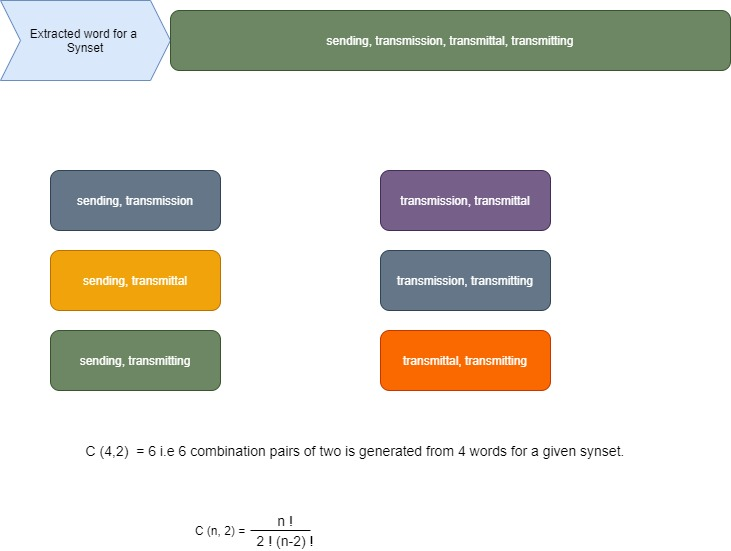 Extracted word for a
Synset
sending, transmission, transmittal, transmitting
sending, transmission
transmission, transmittal
sending, transmittal
transmission, transmitting
sending, transmitting
transmittal, transmitting
C (4,2)  = 6 i.e 6 combination pairs of two is generated from 4 words for a given synset.
n !
C (n, 2) =
2 ! (n-2) !